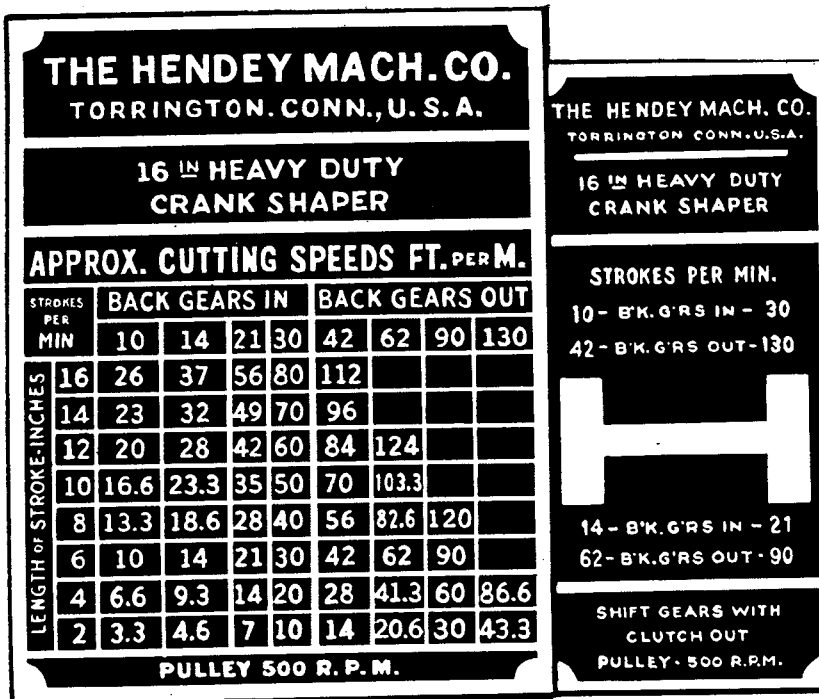 THE HENDEY MACH. CO.
TORRINGTON. CONN., U. S. A.
16 IN HEAVY DUTY
CRANK SHAPER
APPROX. CUTTING SPEEDS FT. PER M.
STROKES PER MIN BACK GEARS IN BACK GEARS OUT
10 14 21 30 42 62 90 130
LENGTH OF STROKE-INCHES
16 26 37 56 80 112
14 23 32 49 70 96
12 20 28 42 60 84 124
10 16.6 23.3 35 50 70 103.3
8 13.3 18.6 28 40 56 82.6 120
6 10 14 21 30 42 62 90
4 6.6 9.3 14 20 28 41.3 60 86.6
2 3.3 4.6 7 10 14 20.6 30 43.3
PULLEY 500 R. P. M.
THE HENDEY MACH. CO.
TORRINGTON CONN. U.S.A.
16 IN HEAVY DUTY
CRANK SHAPER
STROKES PER MIN.
10 - B'K. G'RS IN - 30
42 - B'K. G'RS OUT - 130
14 - B'K. G'RS IN - 21
62 - B'K. G'RS OUT - 90
SHIFT GEARS WITH
CLUTCH OUT
PULLEY - 500 R.P.M.